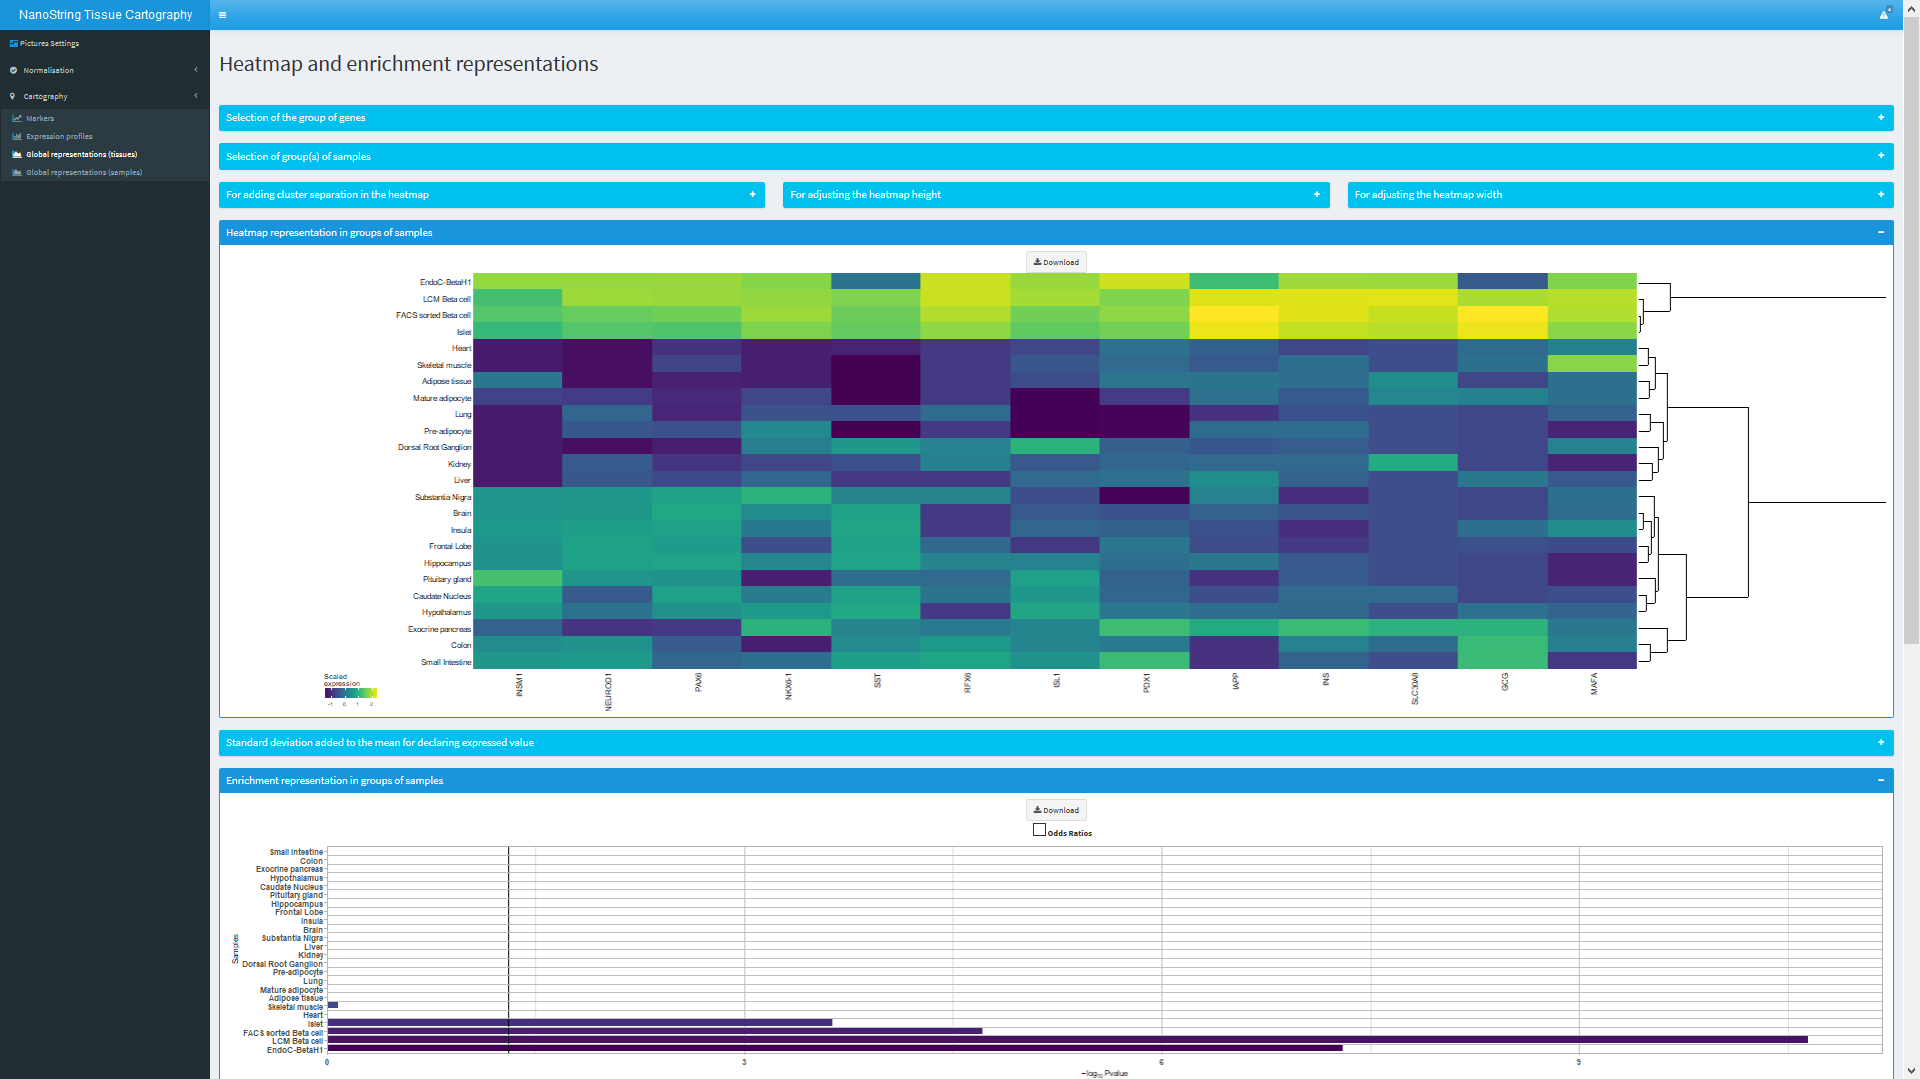 NanoString Tissue Cartography
Pictures Settings
Normalisation
Cartography
Markers
Expression profiles
Global representations (tissues)
Global representations (samples)
Heatmap and enrichment representations
Selection of the group of genes
Selection of group(s) of samples
For adding cluster separation in the heatmap
For adjusting the heatmap height
For adjusting the heatmap width
Heatmap representation in groups of samples
Download
EndoC-BetaH1
LCM Beta cell
FACS sorted Beta cell
Islet
Heart
Skeletal muscle
Adipose tissue
Mature adipocyte
Lung
Pre-adipocyte
Dorsal Root Ganglion
Kidney
Liver
Substantia Nigra
Brain
Insula
Frontal Lobe
Hippocampus
Pituitary gland
Caudate Nucleus
Hypothalamus
Exocrine pancreas
Colon
Small Intestine
Scaled
expression
-1 0 1 2
INSM1
NEUROD1
PAX6
NKX6-1
SST
RFX6
ISL1
PDX1
IAPP
INS
SLC30A8
GCG
MAFA
Standard deviation added to the mean for declaring expressed value
Enrichment representation in groups of samples
Download
Odds Ratios
Samples
Small Intestine
Colon
Exocrine pancreas
Hypothalamus
Caudate Nucleus
Pituitary gland
Hippocampus
Frontal Lobe
Insula
Brain
Substantia Nigra
Liver
Kidney
Dorsal Root Ganglion
Pre-adipocyte
Lung
Mature adipocyte
Adipose tissue
Skeletal muscle
Heart
Islet
FACS sorted Beta cell
LCM Beta cell
EndoC-BetaH1
0 3 6 9
−log10 Pvalue